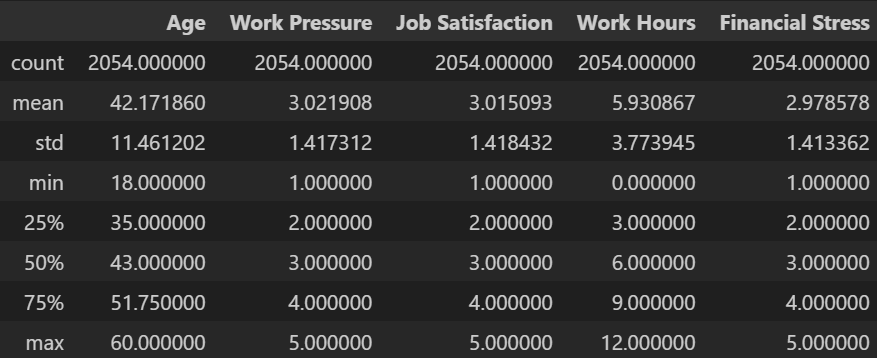 Age Work Pressure Job Satisfaction Work Hours Financial Stress
count 2054.000000 2054.000000 2054.000000 2054.000000 2054.000000
mean 42.171860 3.021908 3.015093 5.930867 2.978578
std 11.461202 1.417312 1.418432 3.773945 1.413362
min 18.000000 1.000000 1.000000 0.000000 1.000000
25% 35.000000 2.000000 2.000000 3.000000 2.000000
50% 43.000000 3.000000 3.000000 6.000000 3.000000
75% 51.750000 4.000000 4.000000 9.000000 4.000000
max 60.000000 5.000000 5.000000 12.000000 5.000000